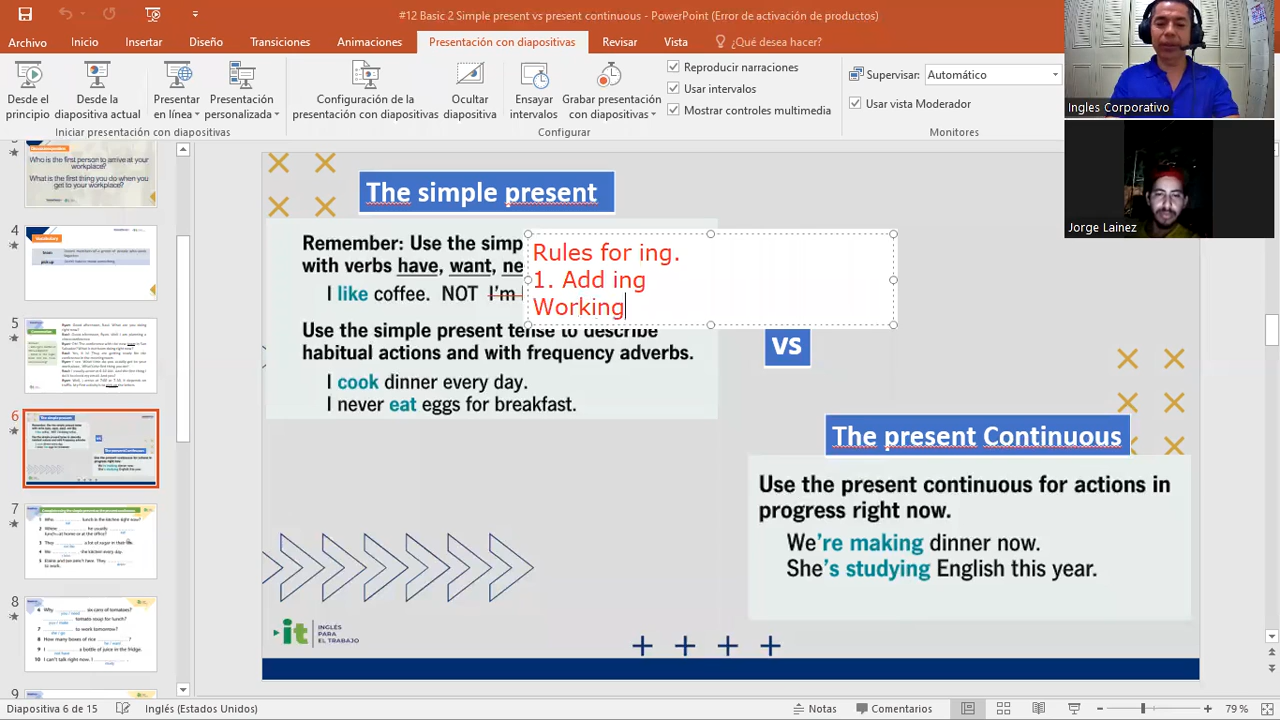 #12 Basic 2 Simple present vs present continuous - PowerPoint (Error de activación de productos)
Archivo Inicio Insertar Diseño Transiciones Animaciones Presentación con diapositivas Revisar Vista ¿Qué desea hacer?
Desde el principio
Desde la diapositiva actual
Presentar en línea
Presentación personalizada
Configuración de la presentación con diapositivas
Ocultar diapositiva
Ensayar intervalos
Grabar presentación con diapositivas
Reproducir narraciones
Usar intervalos
Mostrar controles multimedia
Supervisar: Automático
Usar vista Moderador
Iniciar presentación con diapositivas
Configurar
Monitores
Ingles Corporativo
Jorge Lainez
Who is the first person to arrive at your workplace?
What is the first thing you do when you get to your workplace?
4
Vocabulary
5
6
7
8
9
The simple present
Remember: Use the simp
with verbs have, want, ne
I like coffee. NOT I'm l
Use the simple present tense to describe
habitual actions and with frequency adverbs.
I cook dinner every day.
I never eat eggs for breakfast.
Rules for ing.
1. Add ing
Working
VS
The present Continuous
Use the present continuous for actions in
progress right now.
We're making dinner now.
She's studying English this year.
it INGLÉS
PARA
EL TRABAJO
Diapositiva 6 de 15 Inglés (Estados Unidos) Notas Comentarios 79 %